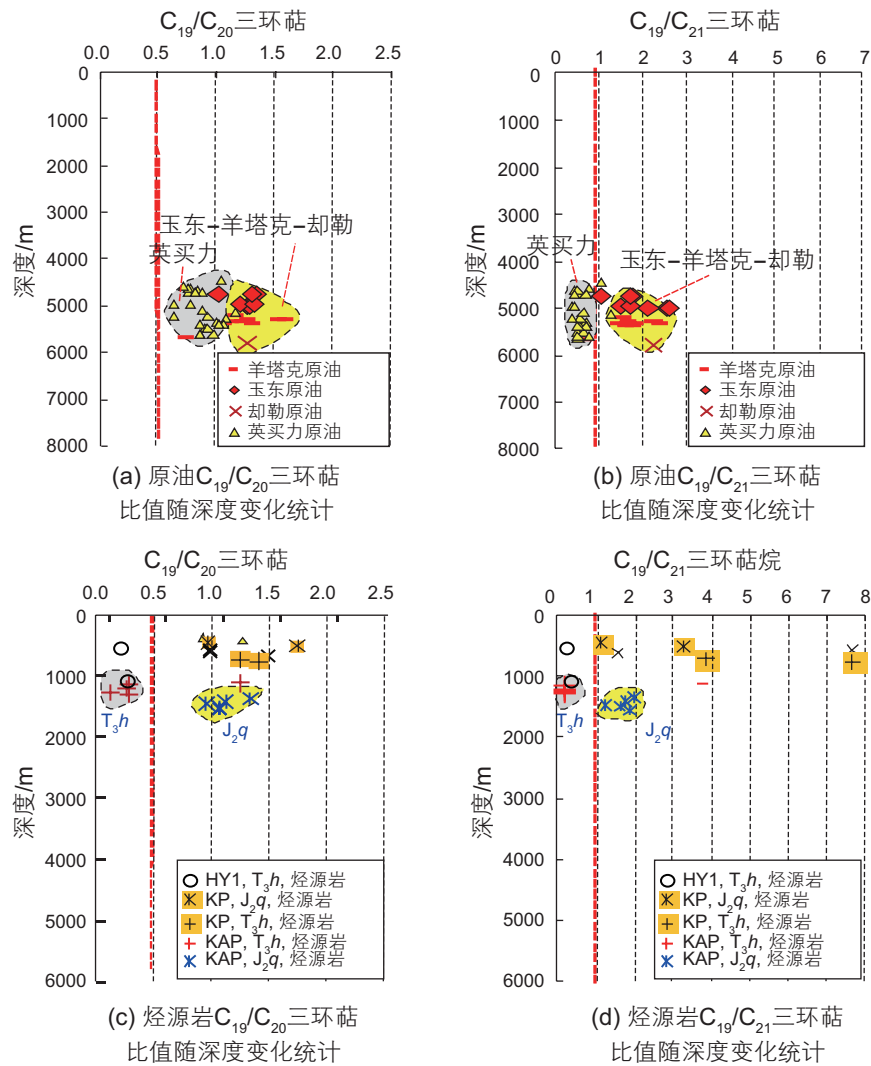 C₁₉/C₂₀三环萜
0.0 0.5 1.0 1.5 2.0 2.5
0
1000
2000
3000
4000
5000
6000
7000
8000
深度/m
玉东–羊塔克–却勒
英买力
羊塔克原油
玉东原油
却勒原油
英买力原油
(a) 原油C₁₉/C₂₀三环萜
比值随深度变化统计
C₁₉/C₂₁三环萜
0 1 2 3 4 5 6 7
0
1000
2000
3000
4000
5000
6000
7000
8000
深度/m
英买力
玉东–羊塔克–却勒
羊塔克原油
玉东原油
却勒原油
英买力原油
(b) 原油C₁₉/C₂₁三环萜
比值随深度变化统计
C₁₉/C₂₀三环萜
0.0 0.5 1.0 1.5 2.0 2.5
0
1000
2000
3000
4000
5000
6000
深度/m
T₃h
J₂q
HY1, T₃h, 烃源岩
KP, J₂q, 烃源岩
KP, T₃h, 烃源岩
KAP, T₃h, 烃源岩
KAP, J₂q, 烃源岩
(c) 烃源岩C₁₉/C₂₀三环萜
比值随深度变化统计
C₁₉/C₂₁三环萜烷
0 1 2 3 4 5 6 7 8
0
1000
2000
3000
4000
5000
6000
深度/m
T₃h
J₂q
HY1, T₃h, 烃源岩
KP, J₂q, 烃源岩
KP, T₃h, 烃源岩
KAP, T₃h, 烃源岩
KAP, J₂q, 烃源岩
(d) 烃源岩C₁₉/C₂₁三环萜
比值随深度变化统计